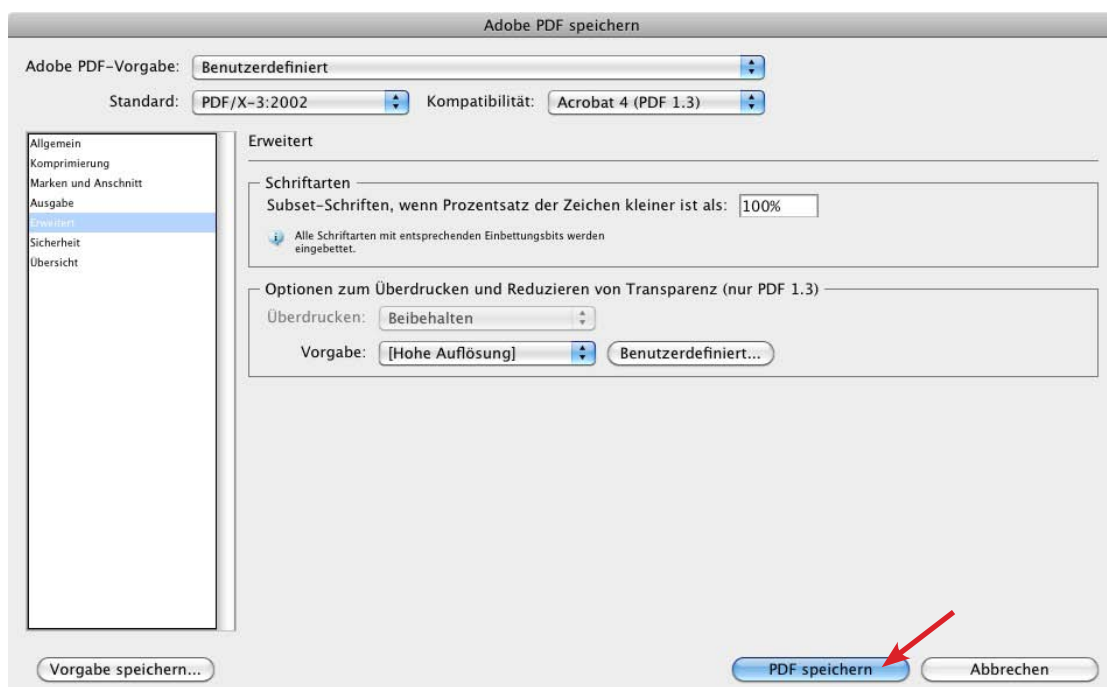 Adobe PDF speichern
Adobe PDF-Vorgabe: Benutzerdefiniert
Standard: PDF/X-3:2002 Kompatibilität: Acrobat 4 (PDF 1.3)
Allgemein
Komprimierung
Marken und Anschnitt
Ausgabe
Erweitert
Sicherheit
Übersicht
Erweitert
Schriftarten
Subset-Schriften, wenn Prozentsatz der Zeichen kleiner ist als: 100%
Alle Schriftarten mit entsprechenden Einbettungsbits werden
eingebettet.
Optionen zum Überdrucken und Reduzieren von Transparenz (nur PDF 1.3)
Überdrucken: Beibehalten
Vorgabe: [Hohe Auflösung] Benutzerdefiniert...
Vorgabe speichern... PDF speichern Abbrechen